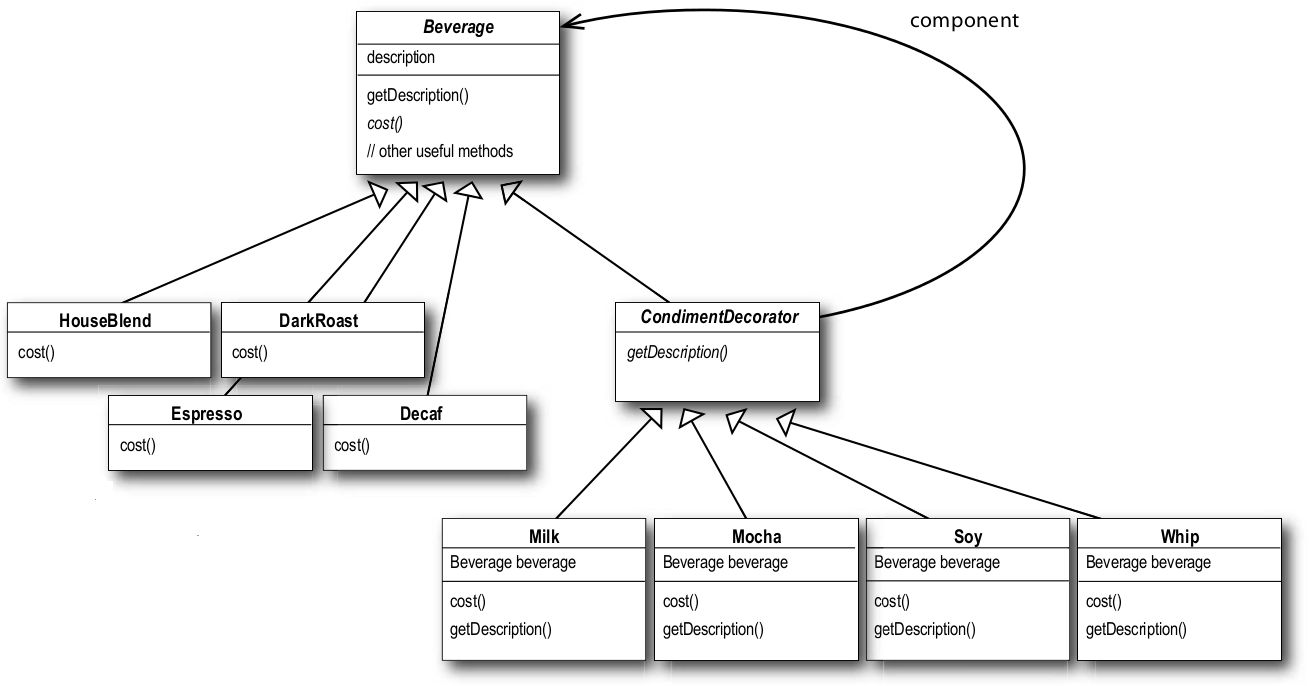 component
Beverage
description
getDescription()
cost()
// other useful methods
HouseBlend
cost()
DarkRoast
cost()
Espresso
cost()
Decaf
cost()
CondimentDecorator
getDescription()
Milk
Beverage beverage
cost()
getDescription()
Mocha
Beverage beverage
cost()
getDescription()
Soy
Beverage beverage
cost()
getDescription()
Whip
Beverage beverage
cost()
getDescription()